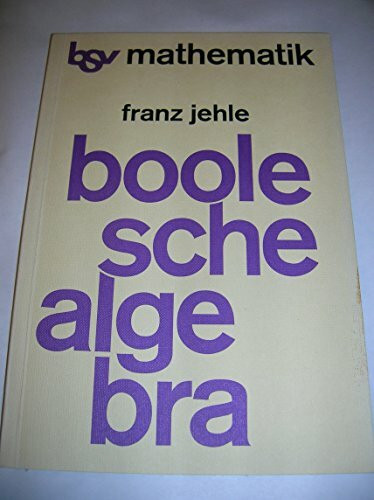 bsv mathematik
franz jehle
boole
sche
alge
bra